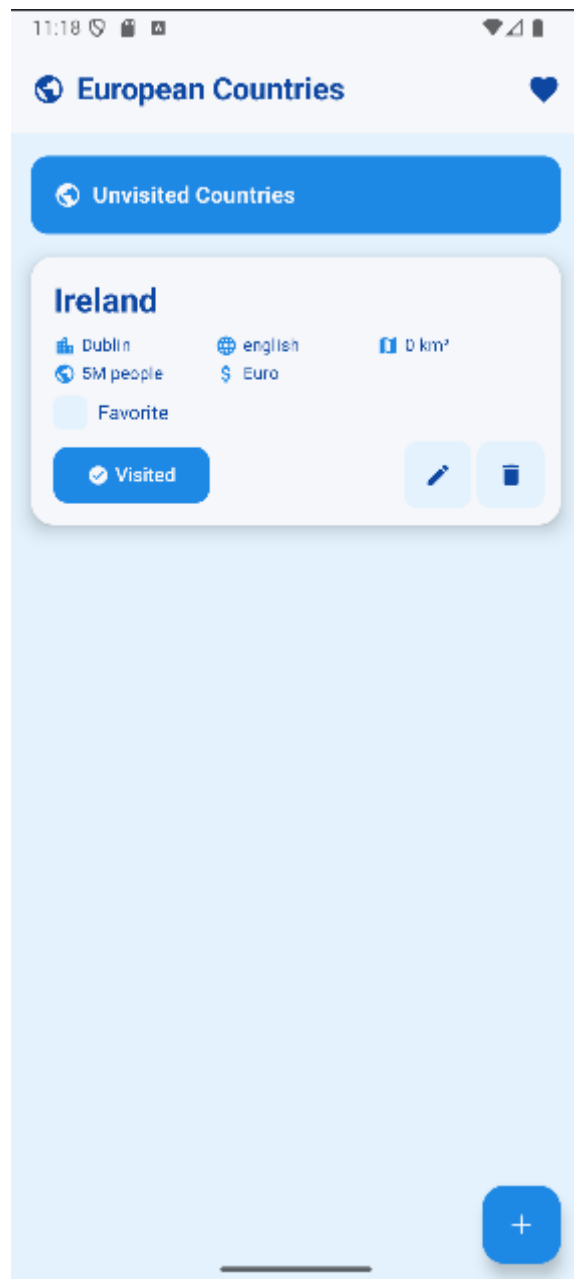 11:18
European Countries
Unvisited Countries
Ireland
Dublin english 0 km²
5M people $ Euro
Favorite
Visited
+